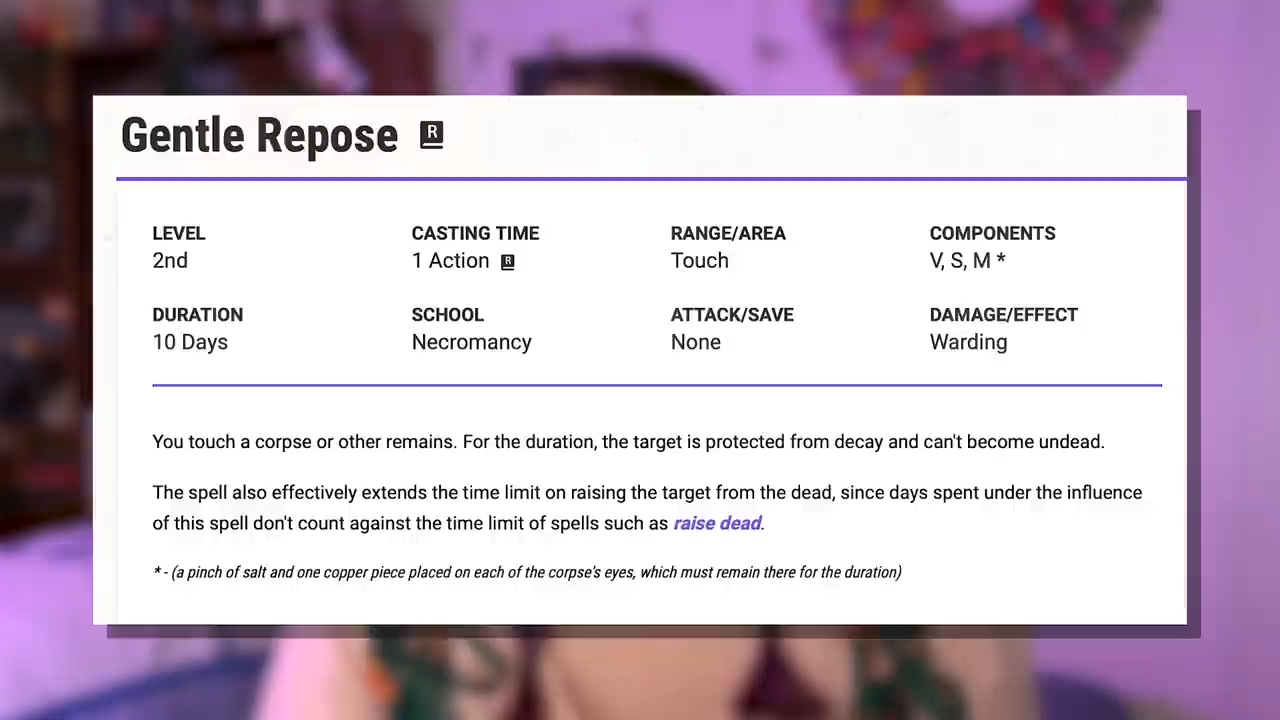 Gentle Repose R
LEVEL CASTING TIME RANGE/AREA COMPONENTS
2nd 1 Action R Touch V, S, M *
DURATION SCHOOL ATTACK/SAVE DAMAGE/EFFECT
10 Days Necromancy None Warding
You touch a corpse or other remains. For the duration, the target is protected from decay and can't become undead.
The spell also effectively extends the time limit on raising the target from the dead, since days spent under the influence
of this spell don't count against the time limit of spells such as raise dead.
* - (a pinch of salt and one copper piece placed on each of the corpse's eyes, which must remain there for the duration)